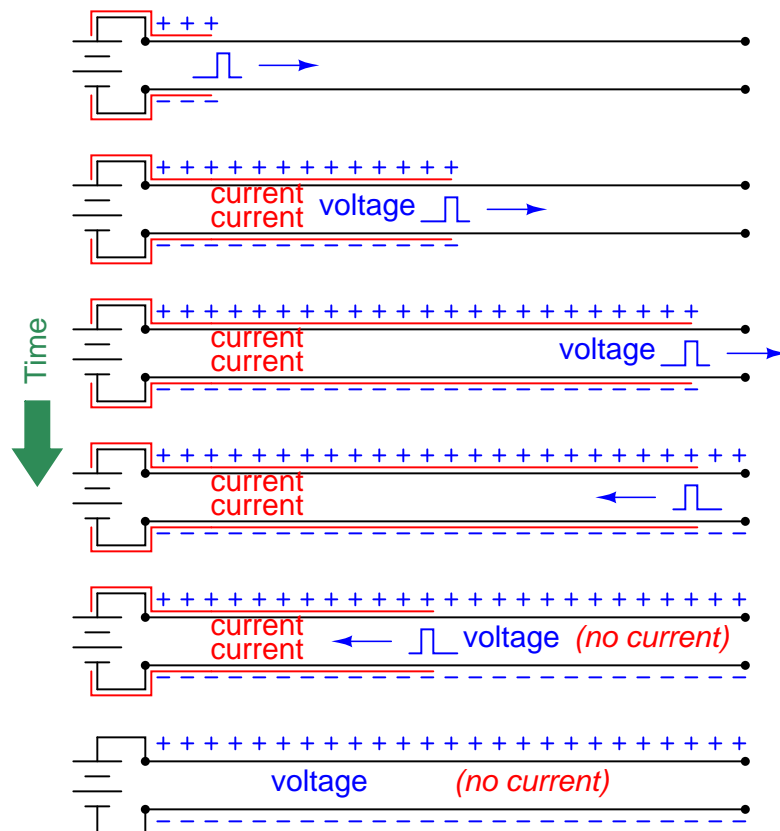 + + +
− − −
+ + + + + + + + + + + + +
current
current voltage
− − − − − − − − − − − − −
+ + + + + + + + + + + + + + + + + + + + + + +
current
current voltage
− − − − − − − − − − − − − − − − − − − − − − −
Time
+ + + + + + + + + + + + + + + + + + + + + + + + +
current
current
− − − − − − − − − − − − − − − − − − − − − − − − −
+ + + + + + + + + + + + + + + + + + + + + + + + +
current
current voltage (no current)
− − − − − − − − − − − − − − − − − − − − − − − − −
+ + + + + + + + + + + + + + + + + + + + + + + + +
voltage (no current)
− − − − − − − − − − − − − − − − − − − − − − − − −